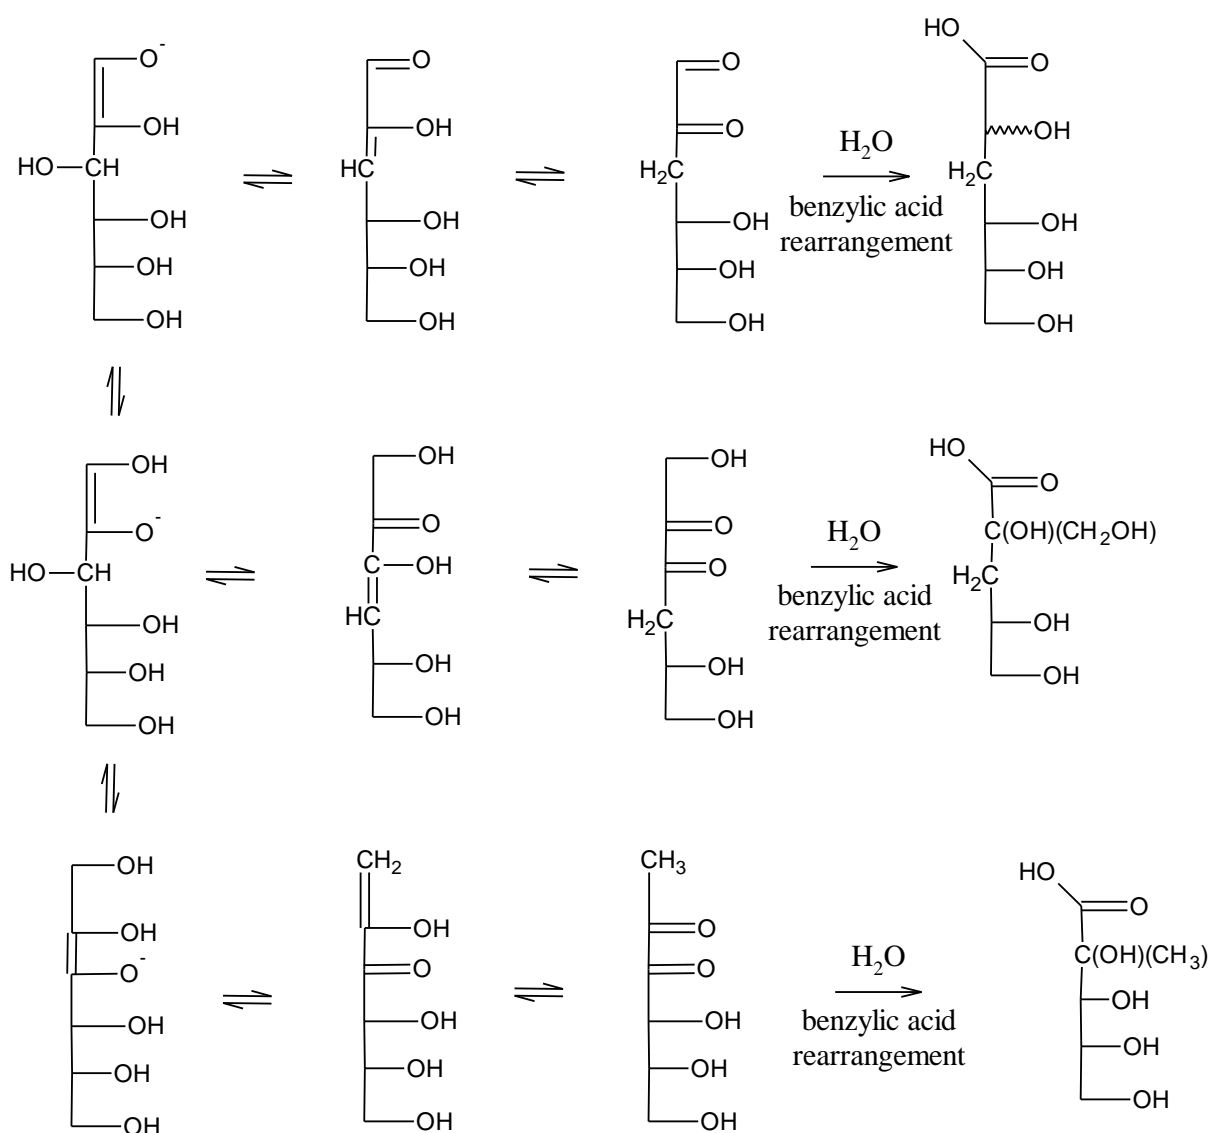 O⁻
OH
HO CH
OH
OH
OH
O
OH
HC
OH
OH
OH
O
O
H₂C
OH
OH
OH
H₂O
benzylic acid
rearrangement
HO
O
OH
H₂C
OH
OH
OH
OH
O⁻
HO CH
OH
OH
OH
OH
O
C OH
HC
OH
OH
OH
O
O
H₂C
OH
OH
H₂O
benzylic acid
rearrangement
HO
O
C(OH)(CH₂OH)
H₂C
OH
OH
OH
OH
O⁻
OH
OH
OH
CH₂
OH
O
OH
OH
OH
CH₃
O
O
OH
OH
OH
H₂O
benzylic acid
rearrangement
HO
O
C(OH)(CH₃)
OH
OH
OH